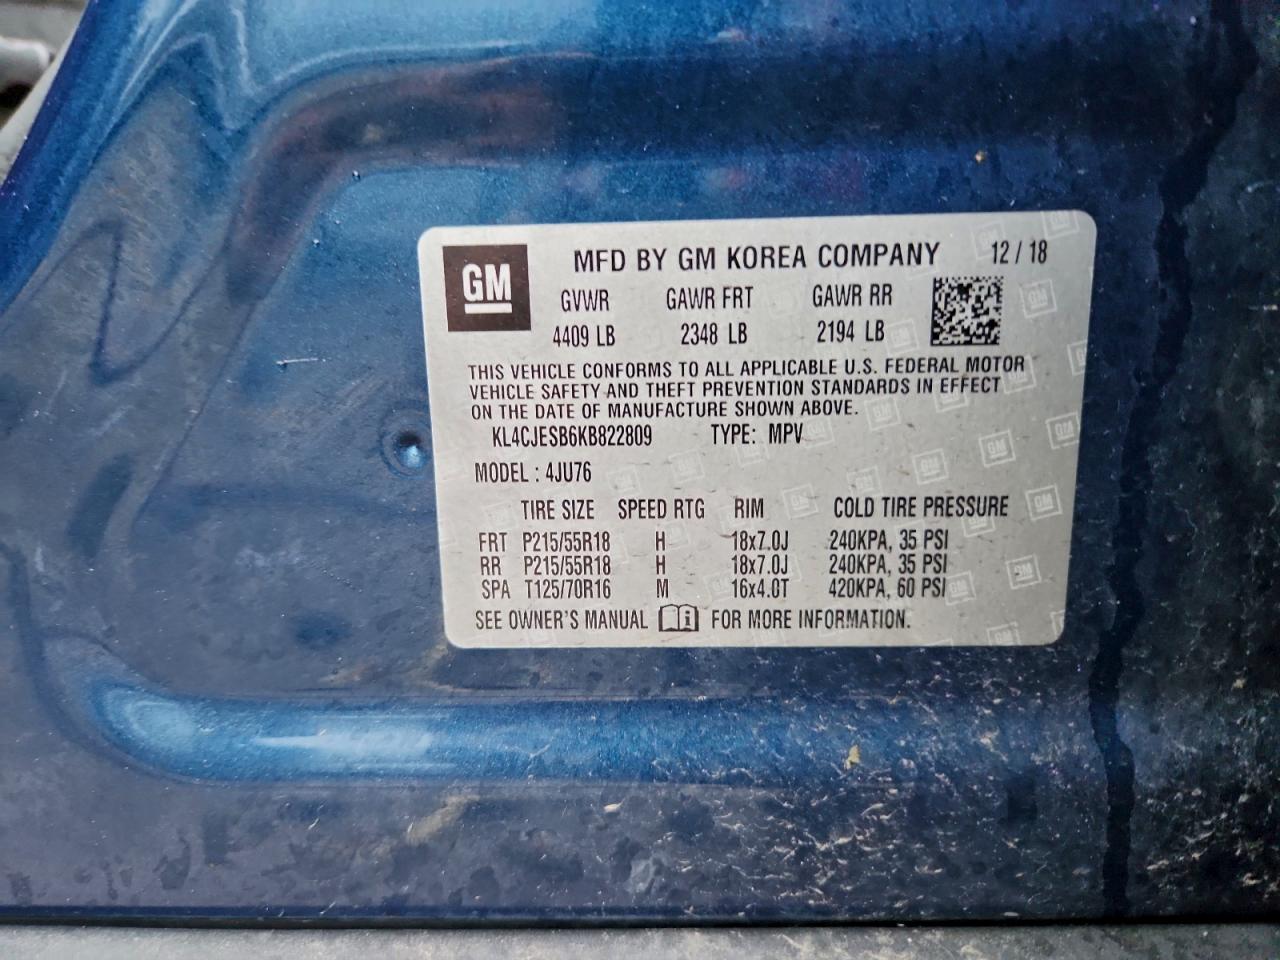 GM
MFD BY GM KOREA COMPANY 12 / 18
GVWR GAWR FRT GAWR RR
4409 LB 2348 LB 2194 LB
THIS VEHICLE CONFORMS TO ALL APPLICABLE U.S. FEDERAL MOTOR
VEHICLE SAFETY AND THEFT PREVENTION STANDARDS IN EFFECT
ON THE DATE OF MANUFACTURE SHOWN ABOVE.
KL4CJESB6KB822809 TYPE: MPV
MODEL : 4JU76
TIRE SIZE SPEED RTG RIM COLD TIRE PRESSURE
FRT P215/55R18 H 18x7.0J 240KPA, 35 PSI
RR P215/55R18 H 18x7.0J 240KPA, 35 PSI
SPA T125/70R16 M 16x4.0T 420KPA, 60 PSI
SEE OWNER'S MANUAL i FOR MORE INFORMATION.